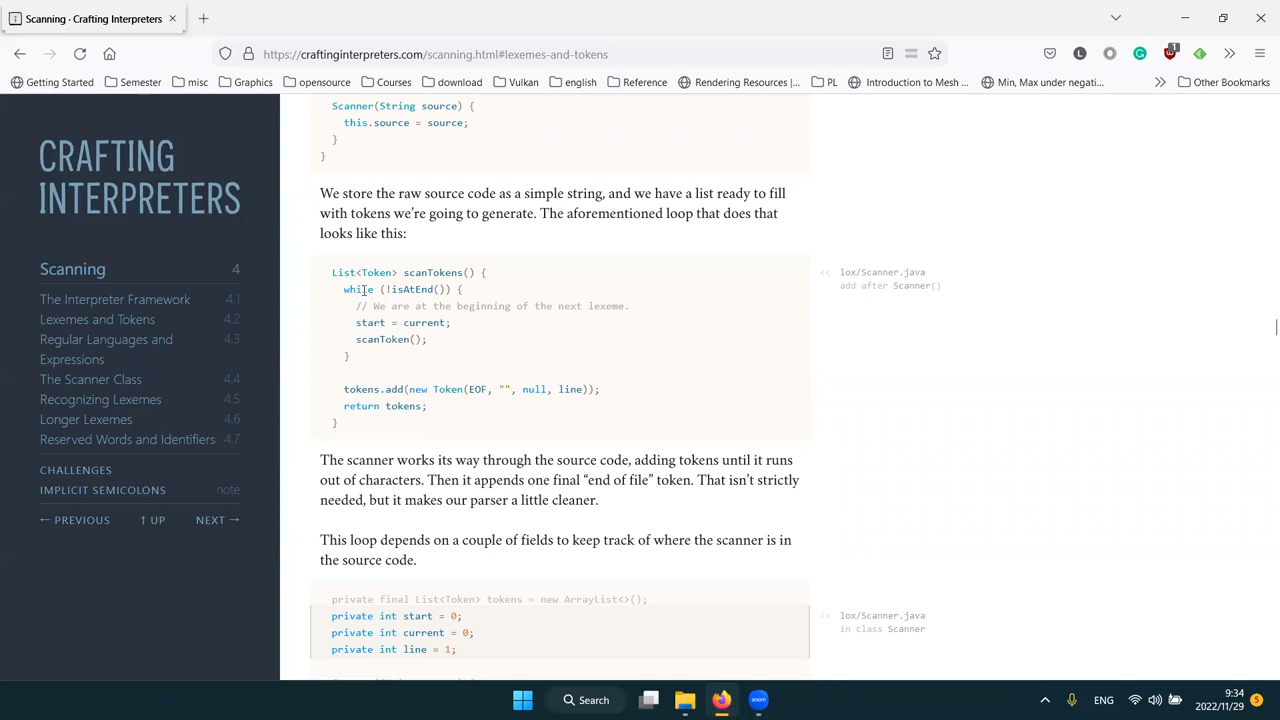 Scanning · Crafting Interpreters
https://craftinginterpreters.com/scanning.html#lexemes-and-tokens
1
Getting Started Semester misc Graphics opensource Courses download Vulkan english Reference Rendering Resources |... PL Introduction to Mesh ... Min, Max under negati... Other Bookmarks
CRAFTING
INTERPRETERS
Scanning 4
The Interpreter Framework 4.1
Lexemes and Tokens 4.2
Regular Languages and 4.3
Expressions
The Scanner Class 4.4
Recognizing Lexemes 4.5
Longer Lexemes 4.6
Reserved Words and Identifiers 4.7
CHALLENGES
IMPLICIT SEMICOLONS note
← PREVIOUS ↑ UP NEXT →
Scanner(String source) {
this.source = source;
}
}
We store the raw source code as a simple string, and we have a list ready to fill
with tokens we’re going to generate. The aforementioned loop that does that
looks like this:
List<Token> scanTokens() {
while (!isAtEnd()) {
// We are at the beginning of the next lexeme.
start = current;
scanToken();
}
tokens.add(new Token(EOF, "", null, line));
return tokens;
}
<< lox/Scanner.java
add after Scanner()
The scanner works its way through the source code, adding tokens until it runs
out of characters. Then it appends one final “end of file” token. That isn’t strictly
needed, but it makes our parser a little cleaner.
This loop depends on a couple of fields to keep track of where the scanner is in
the source code.
private final List<Token> tokens = new ArrayList<>();
private int start = 0;
private int current = 0;
private int line = 1;
<< lox/Scanner.java
in class Scanner
Search
zoom
ENG
9:34
2022/11/29
5